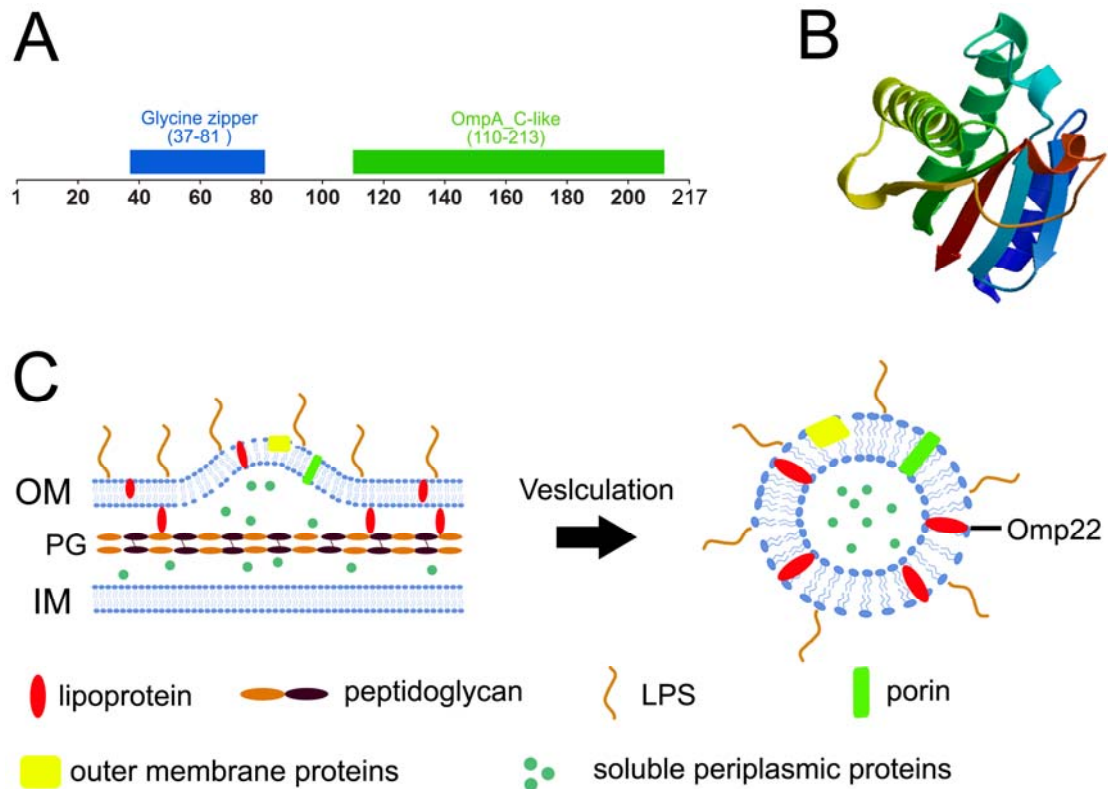 A
B
Glycine zipper
(37-81 )
OmpA_C-like
(110-213)
1 20 40 60 80 100 120 140 160 180 200 217
C
OM
PG
IM
Veslculation
Omp22
lipoprotein
peptidoglycan
LPS
porin
outer membrane proteins
soluble periplasmic proteins